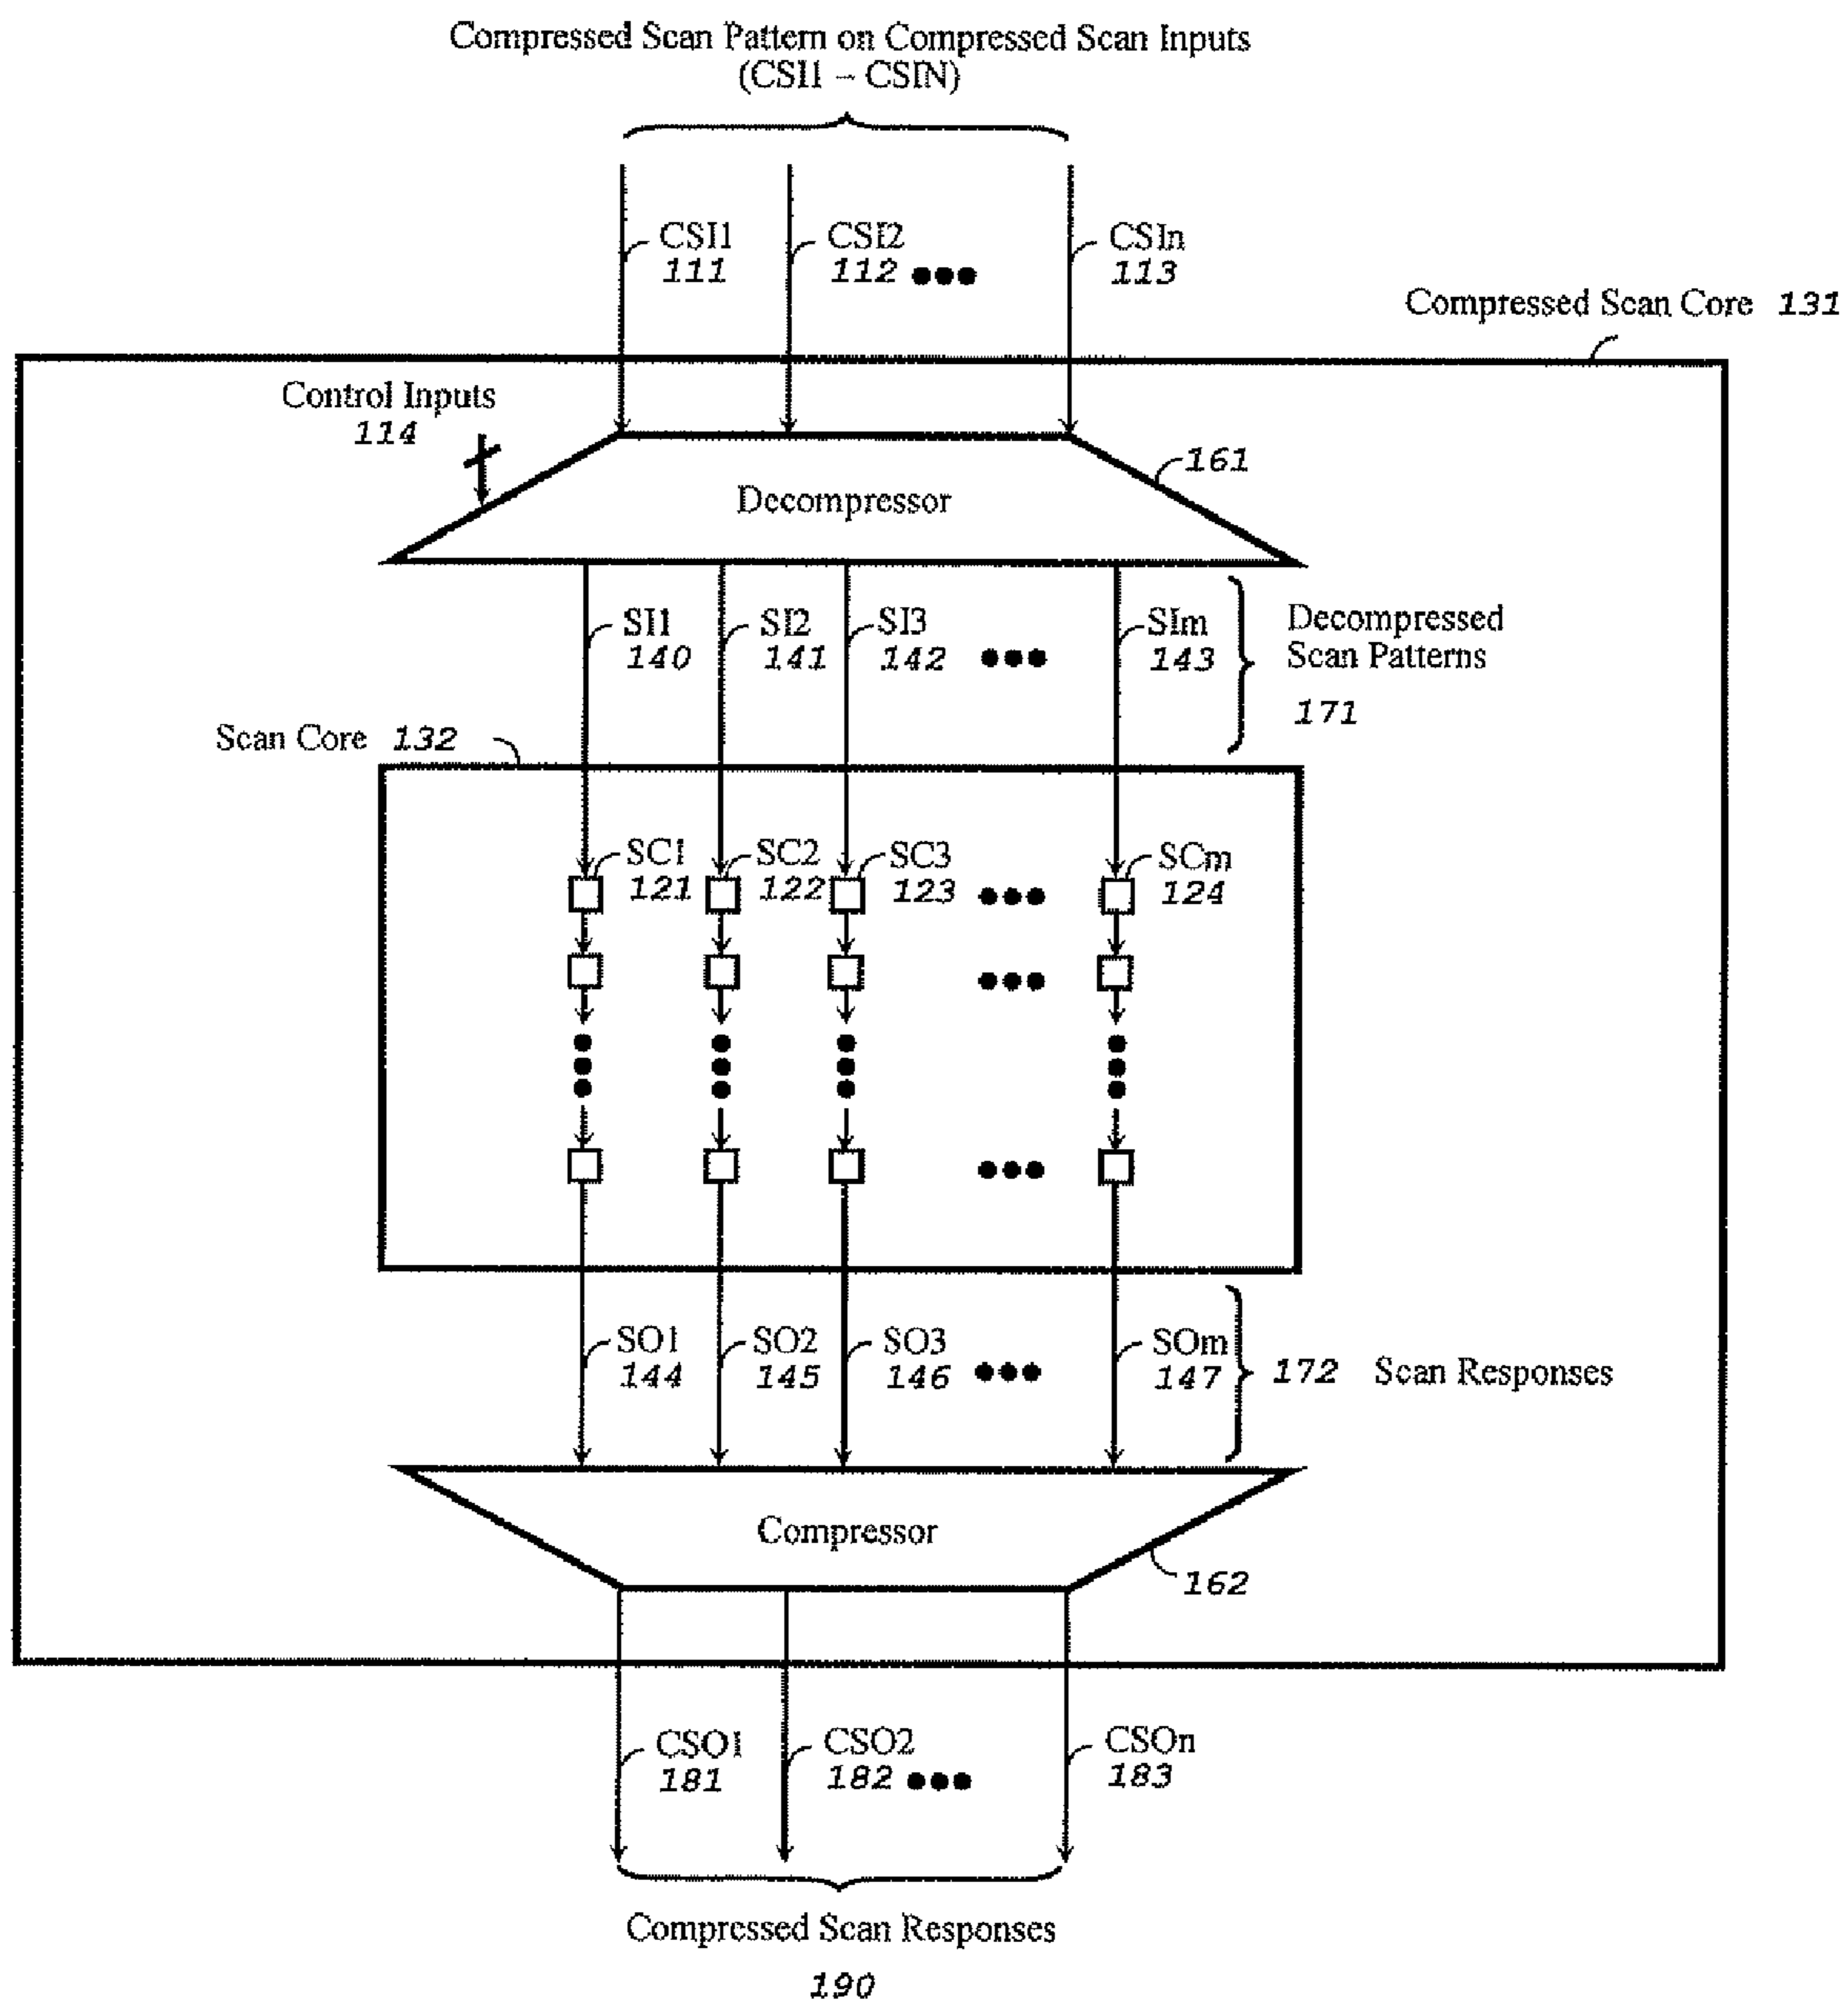 Compressed Scan Pattern on Compressed Scan Inputs
(CSI1 – CSIN)
CSI1
111
CSI2
112
CSIn
113
Compressed Scan Core 131
Control Inputs
114
161
Decompressor
SI1
140
SI2
141
SI3
142
SIm
143
Decompressed
Scan Patterns
171
Scan Core 132
SC1
121
SC2
122
SC3
123
SCm
124
SO1
144
SO2
145
SO3
146
SOm
147
172 Scan Responses
Compressor
162
CSO1
181
CSO2
182
CSOn
183
Compressed Scan Responses
190